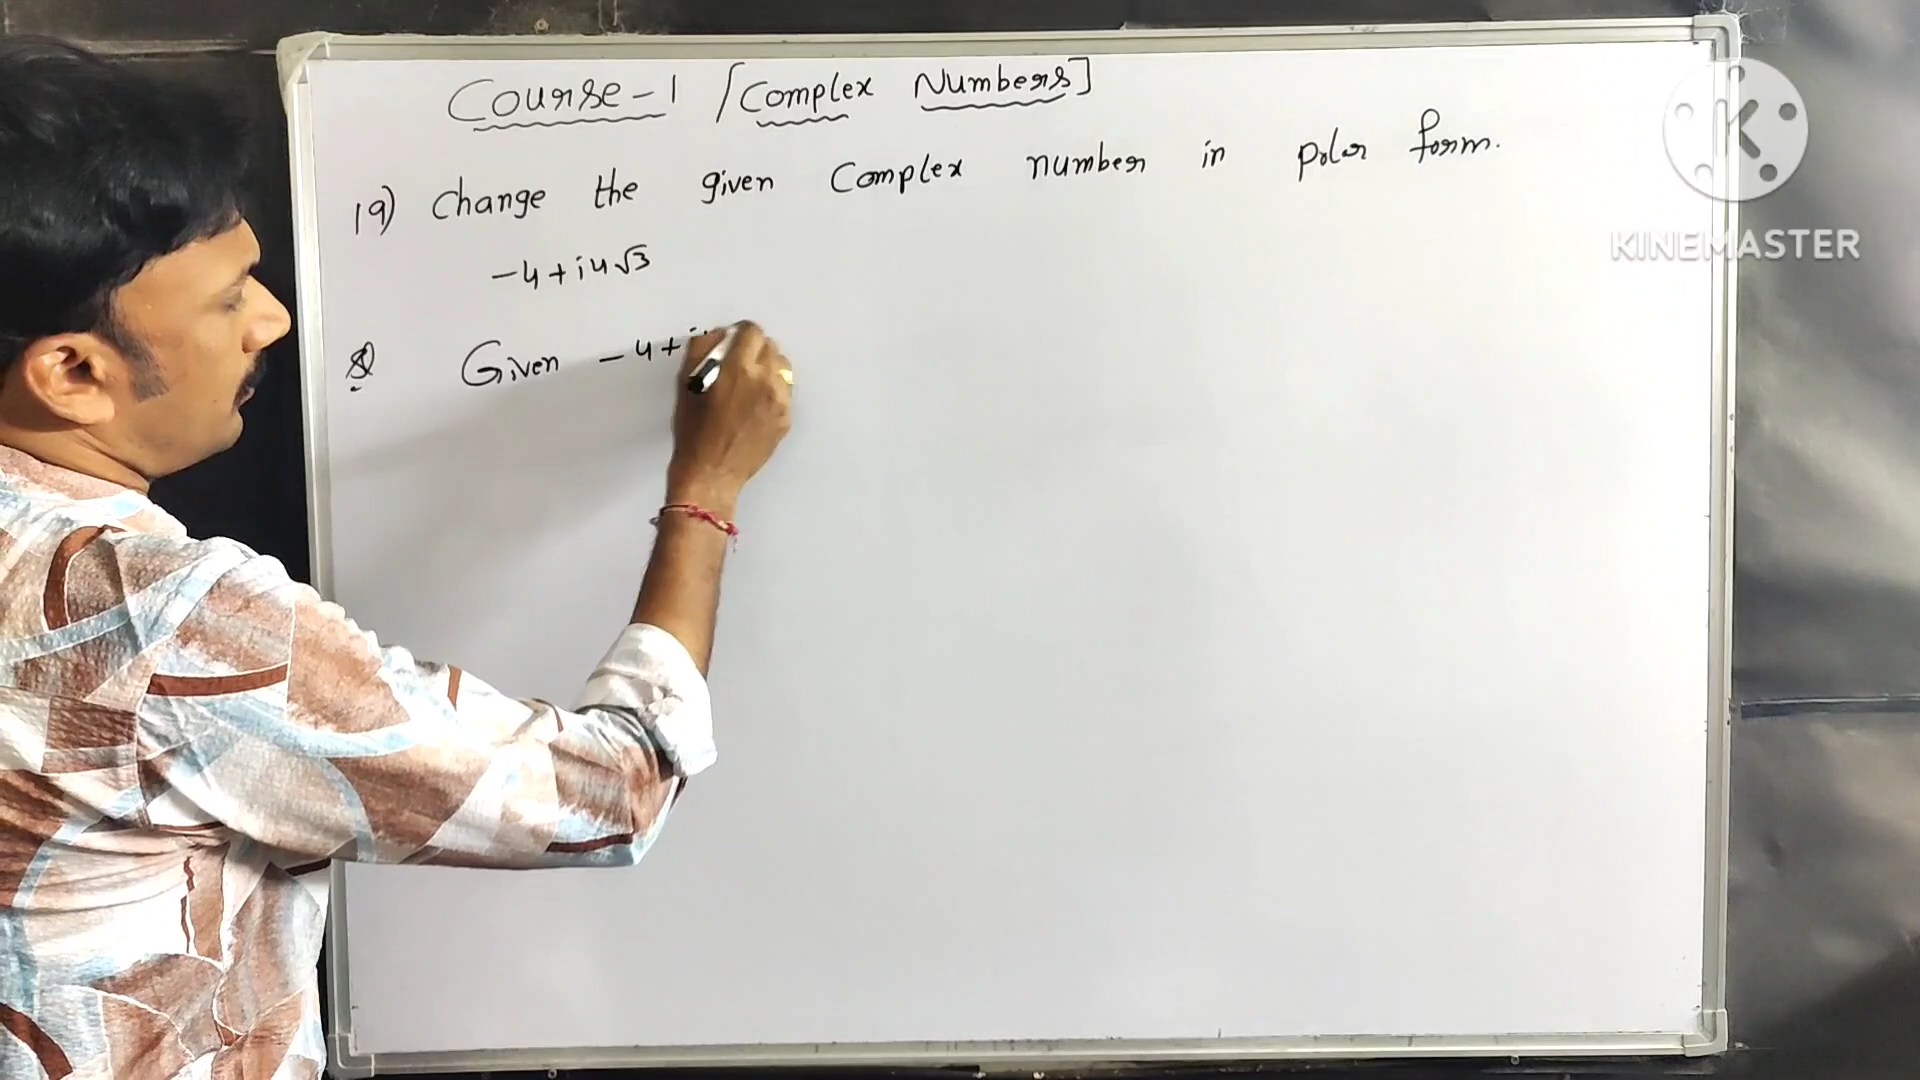 Course-1 [Complex Numbers]
19) Change the given Complex number in polar form.
-4+i4√3
Given -4+i
KINEMASTER